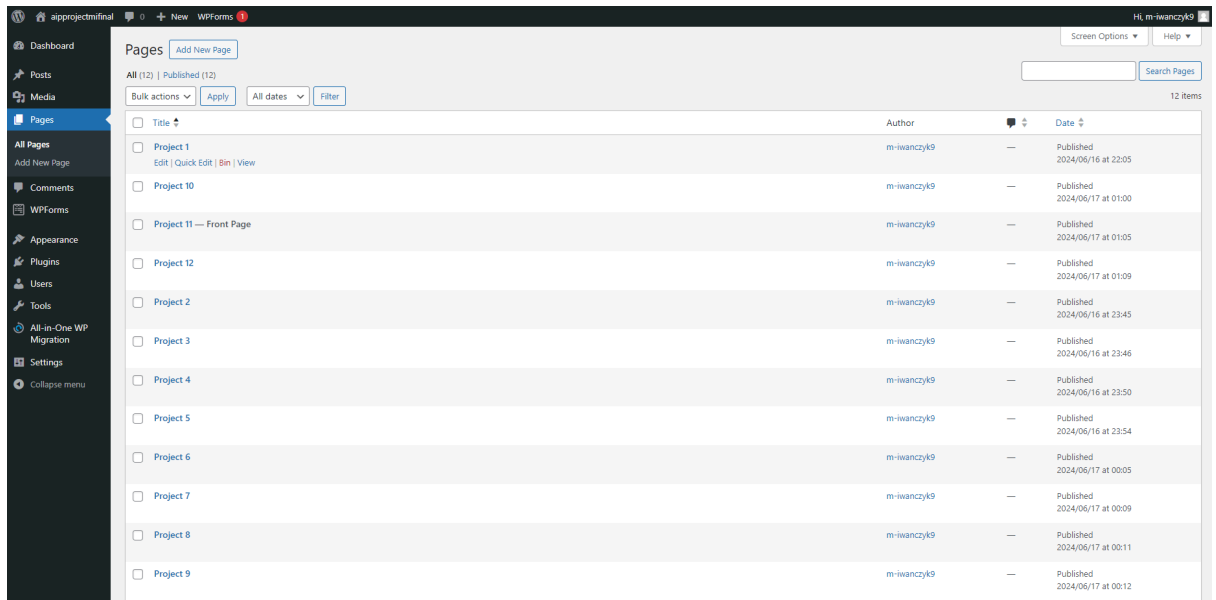 aipprojectmifinal 0 + New WPForms 1 Hi, m-iwanczyk9
Screen Options ▼ Help ▼
Dashboard
Posts
Media
Pages
All Pages
Add New Page
Comments
WPForms
Appearance
Plugins
Users
Tools
All-in-One WP
Migration
Settings
Collapse menu
Pages Add New Page
All (12) | Published (12)
Search Pages
Bulk actions Apply All dates Filter 12 items
Title Author Date
Project 1 m-iwanczyk9 — Published
Edit | Quick Edit | Bin | View 2024/06/16 at 22:05
Project 10 m-iwanczyk9 — Published
2024/06/17 at 01:00
Project 11 — Front Page m-iwanczyk9 — Published
2024/06/17 at 01:05
Project 12 m-iwanczyk9 — Published
2024/06/17 at 01:09
Project 2 m-iwanczyk9 — Published
2024/06/16 at 23:45
Project 3 m-iwanczyk9 — Published
2024/06/16 at 23:46
Project 4 m-iwanczyk9 — Published
2024/06/16 at 23:50
Project 5 m-iwanczyk9 — Published
2024/06/16 at 23:54
Project 6 m-iwanczyk9 — Published
2024/06/17 at 00:05
Project 7 m-iwanczyk9 — Published
2024/06/17 at 00:09
Project 8 m-iwanczyk9 — Published
2024/06/17 at 00:11
Project 9 m-iwanczyk9 — Published
2024/06/17 at 00:12